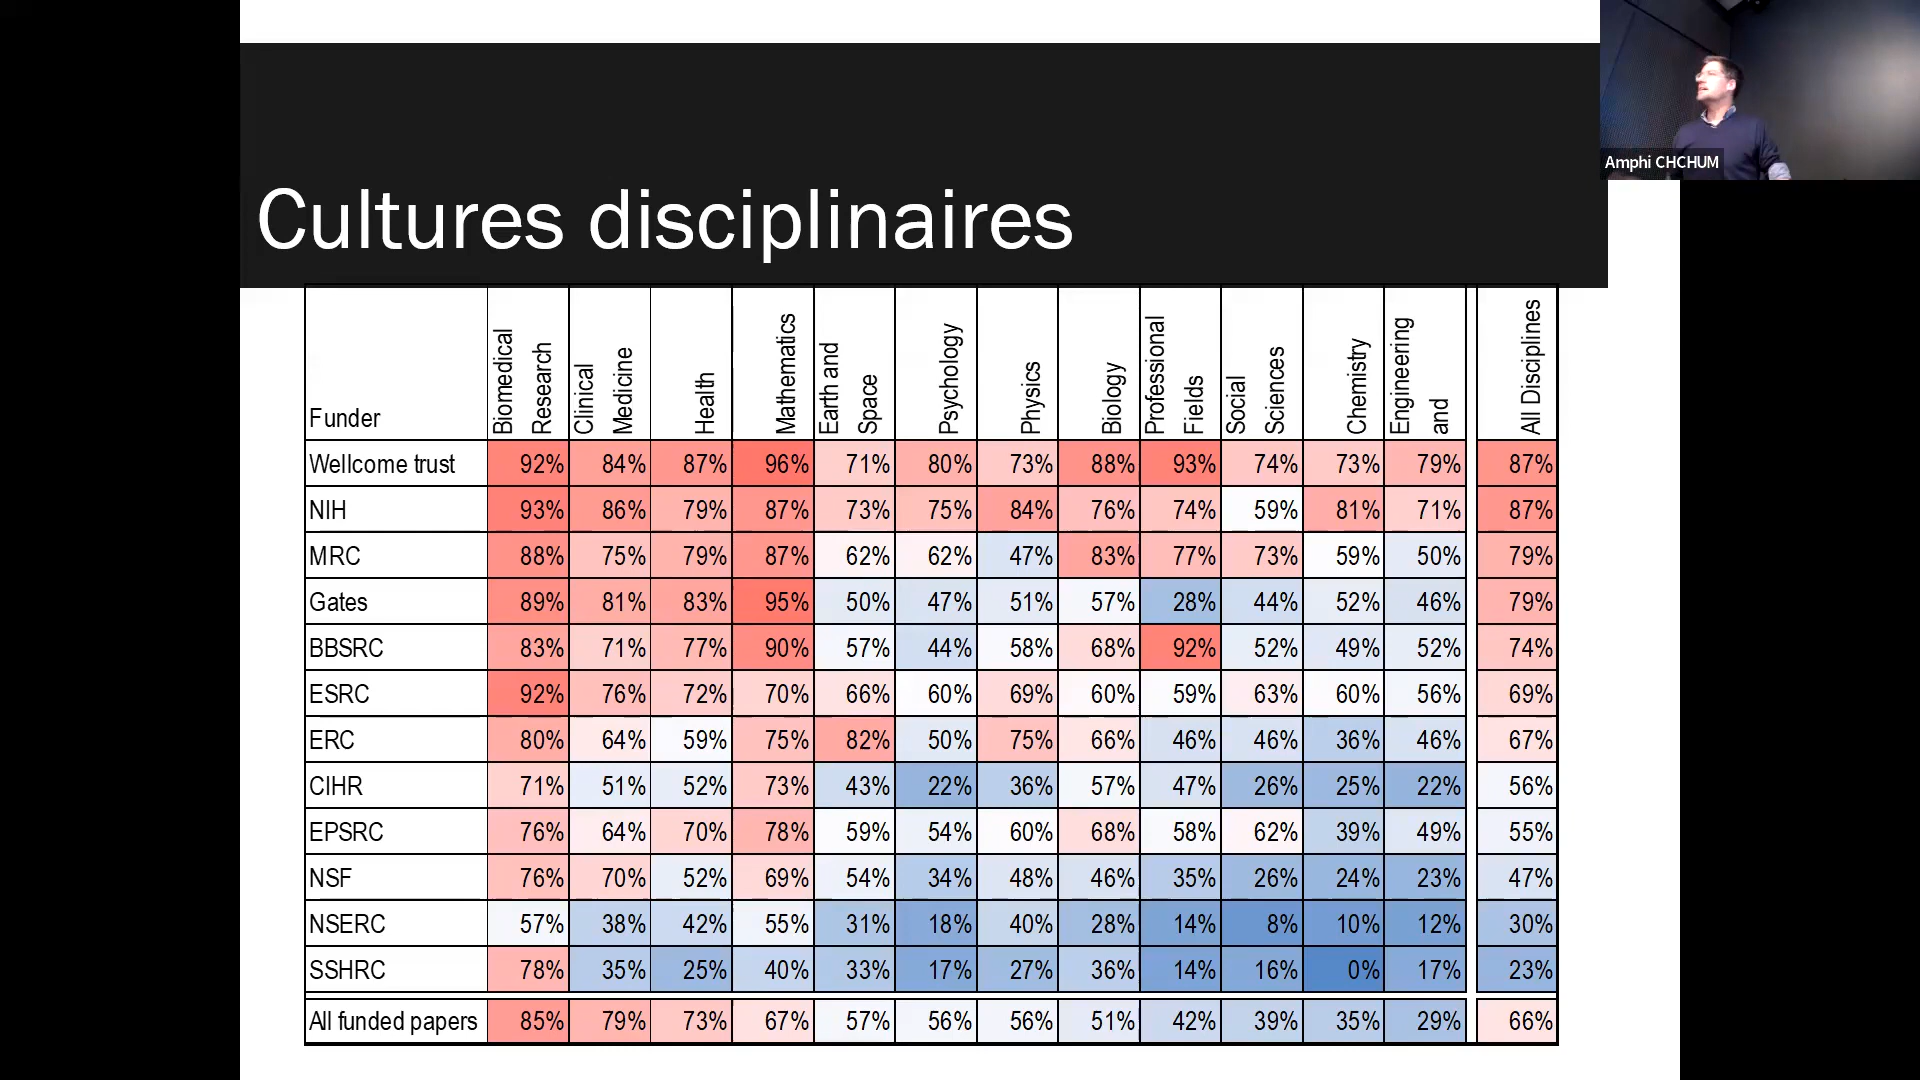 Amphi CHCHUM
Cultures disciplinaires
Funder Biomedical Research Clinical Medicine Health Mathematics Earth and Space Psychology Physics Biology Professional Fields Social Sciences Chemistry Engineering and All Disciplines
Wellcome trust 92% 84% 87% 96% 71% 80% 73% 88% 93% 74% 73% 79% 87%
NIH 93% 86% 79% 87% 73% 75% 84% 76% 74% 59% 81% 71% 87%
MRC 88% 75% 79% 87% 62% 62% 47% 83% 77% 73% 59% 50% 79%
Gates 89% 81% 83% 95% 50% 47% 51% 57% 28% 44% 52% 46% 79%
BBSRC 83% 71% 77% 90% 57% 44% 58% 68% 92% 52% 49% 52% 74%
ESRC 92% 76% 72% 70% 66% 60% 69% 60% 59% 63% 60% 56% 69%
ERC 80% 64% 59% 75% 82% 50% 75% 66% 46% 46% 36% 46% 67%
CIHR 71% 51% 52% 73% 43% 22% 36% 57% 47% 26% 25% 22% 56%
EPSRC 76% 64% 70% 78% 59% 54% 60% 68% 58% 62% 39% 49% 55%
NSF 76% 70% 52% 69% 54% 34% 48% 46% 35% 26% 24% 23% 47%
NSERC 57% 38% 42% 55% 31% 18% 40% 28% 14% 8% 10% 12% 30%
SSHRC 78% 35% 25% 40% 33% 17% 27% 36% 14% 16% 0% 17% 23%
All funded papers 85% 79% 73% 67% 57% 56% 56% 51% 42% 39% 35% 29% 66%